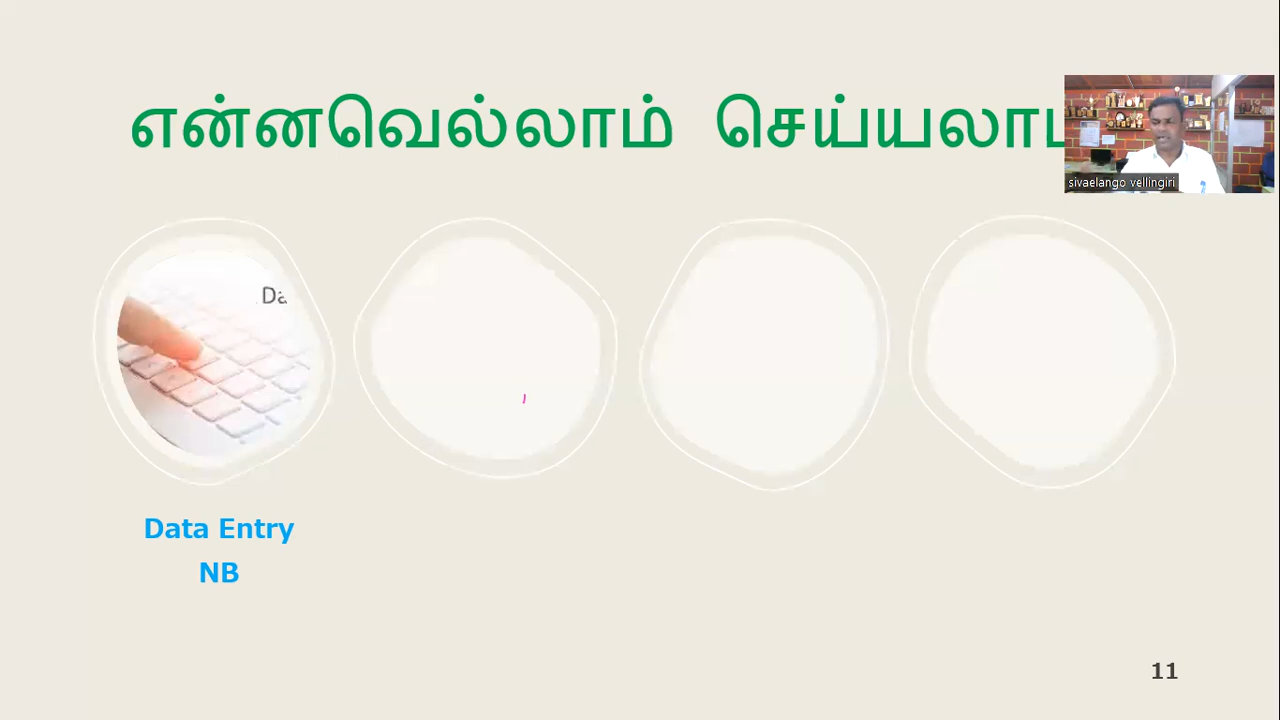 என்னவெல்லாம் செய்யலாம்
sivaelango vellingiri
Da
Data Entry
NB
11